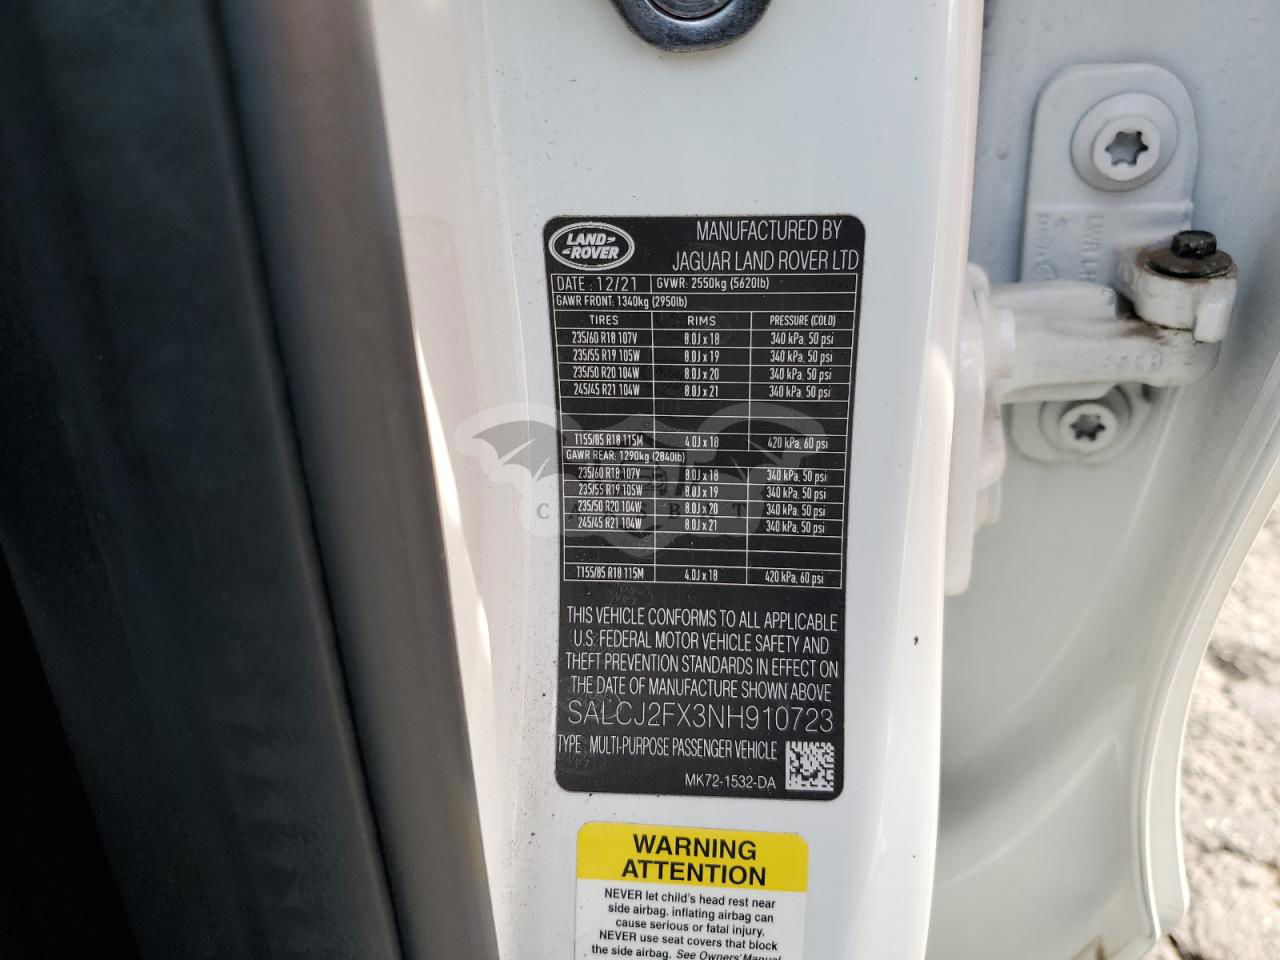 LAND-
-ROVER
MANUFACTURED BY
JAGUAR LAND ROVER LTD
DATE : 12/21 GVWR: 2550kg (5620lb)
GAWR FRONT: 1340kg (2950lb)
TIRES RIMS PRESSURE (COLD)
235/60 R18 107V 8.0J x 18 340 kPa, 50 psi
235/55 R19 105W 8.0J x 19 340 kPa, 50 psi
235/50 R20 104W 8.0J x 20 340 kPa, 50 psi
245/45 R21 104W 8.0J x 21 340 kPa, 50 psi
T155/85 R18 115M 4.0J x 18 420 kPa, 60 psi
GAWR REAR: 1290kg (2840lb)
235/60 R18 107V 8.0J x 18 340 kPa, 50 psi
235/55 R19 105W 8.0J x 19 340 kPa, 50 psi
235/50 R20 104W 8.0J x 20 340 kPa, 50 psi
245/45 R21 104W 8.0J x 21 340 kPa, 50 psi
T155/85 R18 115M 4.0J x 18 420 kPa, 60 psi
THIS VEHICLE CONFORMS TO ALL APPLICABLE
U.S. FEDERAL MOTOR VEHICLE SAFETY AND
THEFT PREVENTION STANDARDS IN EFFECT ON
THE DATE OF MANUFACTURE SHOWN ABOVE
SALCJ2FX3NH910723
TYPE : MULTI-PURPOSE PASSENGER VEHICLE
MK72-1532-DA
WARNING
ATTENTION
NEVER let child's head rest near
side airbag, inflating airbag can
cause serious or fatal injury.
NEVER use seat covers that block
the side airbag. See Owners' Manual